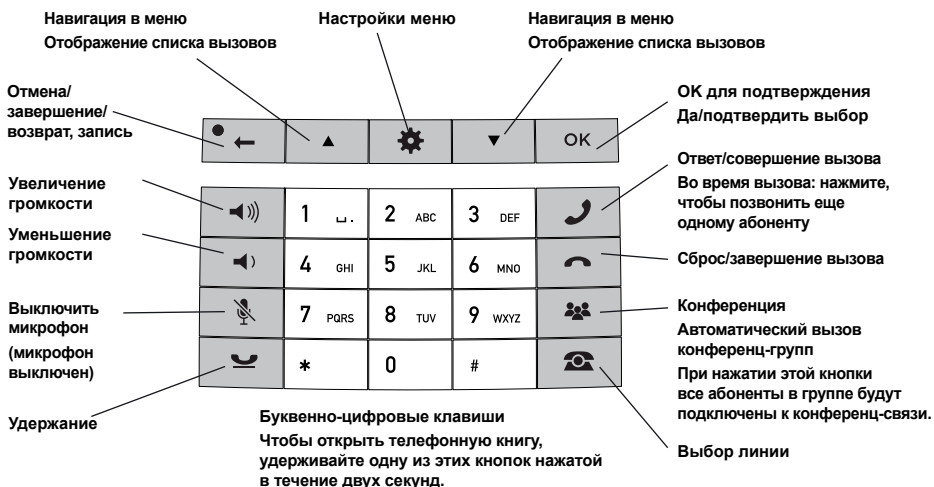 Навигация в меню
Отображение списка вызовов
Настройки меню
Навигация в меню
Отображение списка вызовов
Отмена/
завершение/
возврат, запись
OK для подтверждения
Да/подтвердить выбор
OK
Увеличение
громкости
Уменьшение
громкости
Выключить
микрофон
(микрофон
выключен)
Удержание
1 ␣ .
2 ABC
3 DEF
4 GHI
5 JKL
6 MNO
7 PQRS
8 TUV
9 WXYZ
*
0
#
Ответ/совершение вызова
Во время вызова: нажмите,
чтобы позвонить еще
одному абоненту
Сброс/завершение вызова
Конференция
Автоматический вызов
конференц-групп
При нажатии этой кнопки
все абоненты в группе будут
подключены к конференц-связи.
Выбор линии
Буквенно-цифровые клавиши
Чтобы открыть телефонную книгу,
удерживайте одну из этих кнопок нажатой
в течение двух секунд.